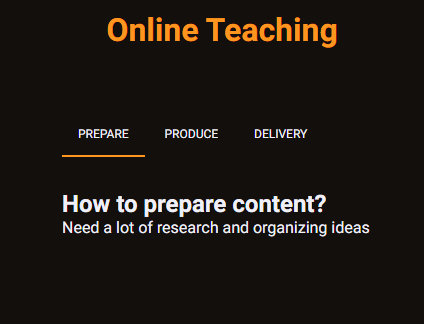 Online Teaching
PREPARE PRODUCE DELIVERY
How to prepare content?
Need a lot of research and organizing ideas